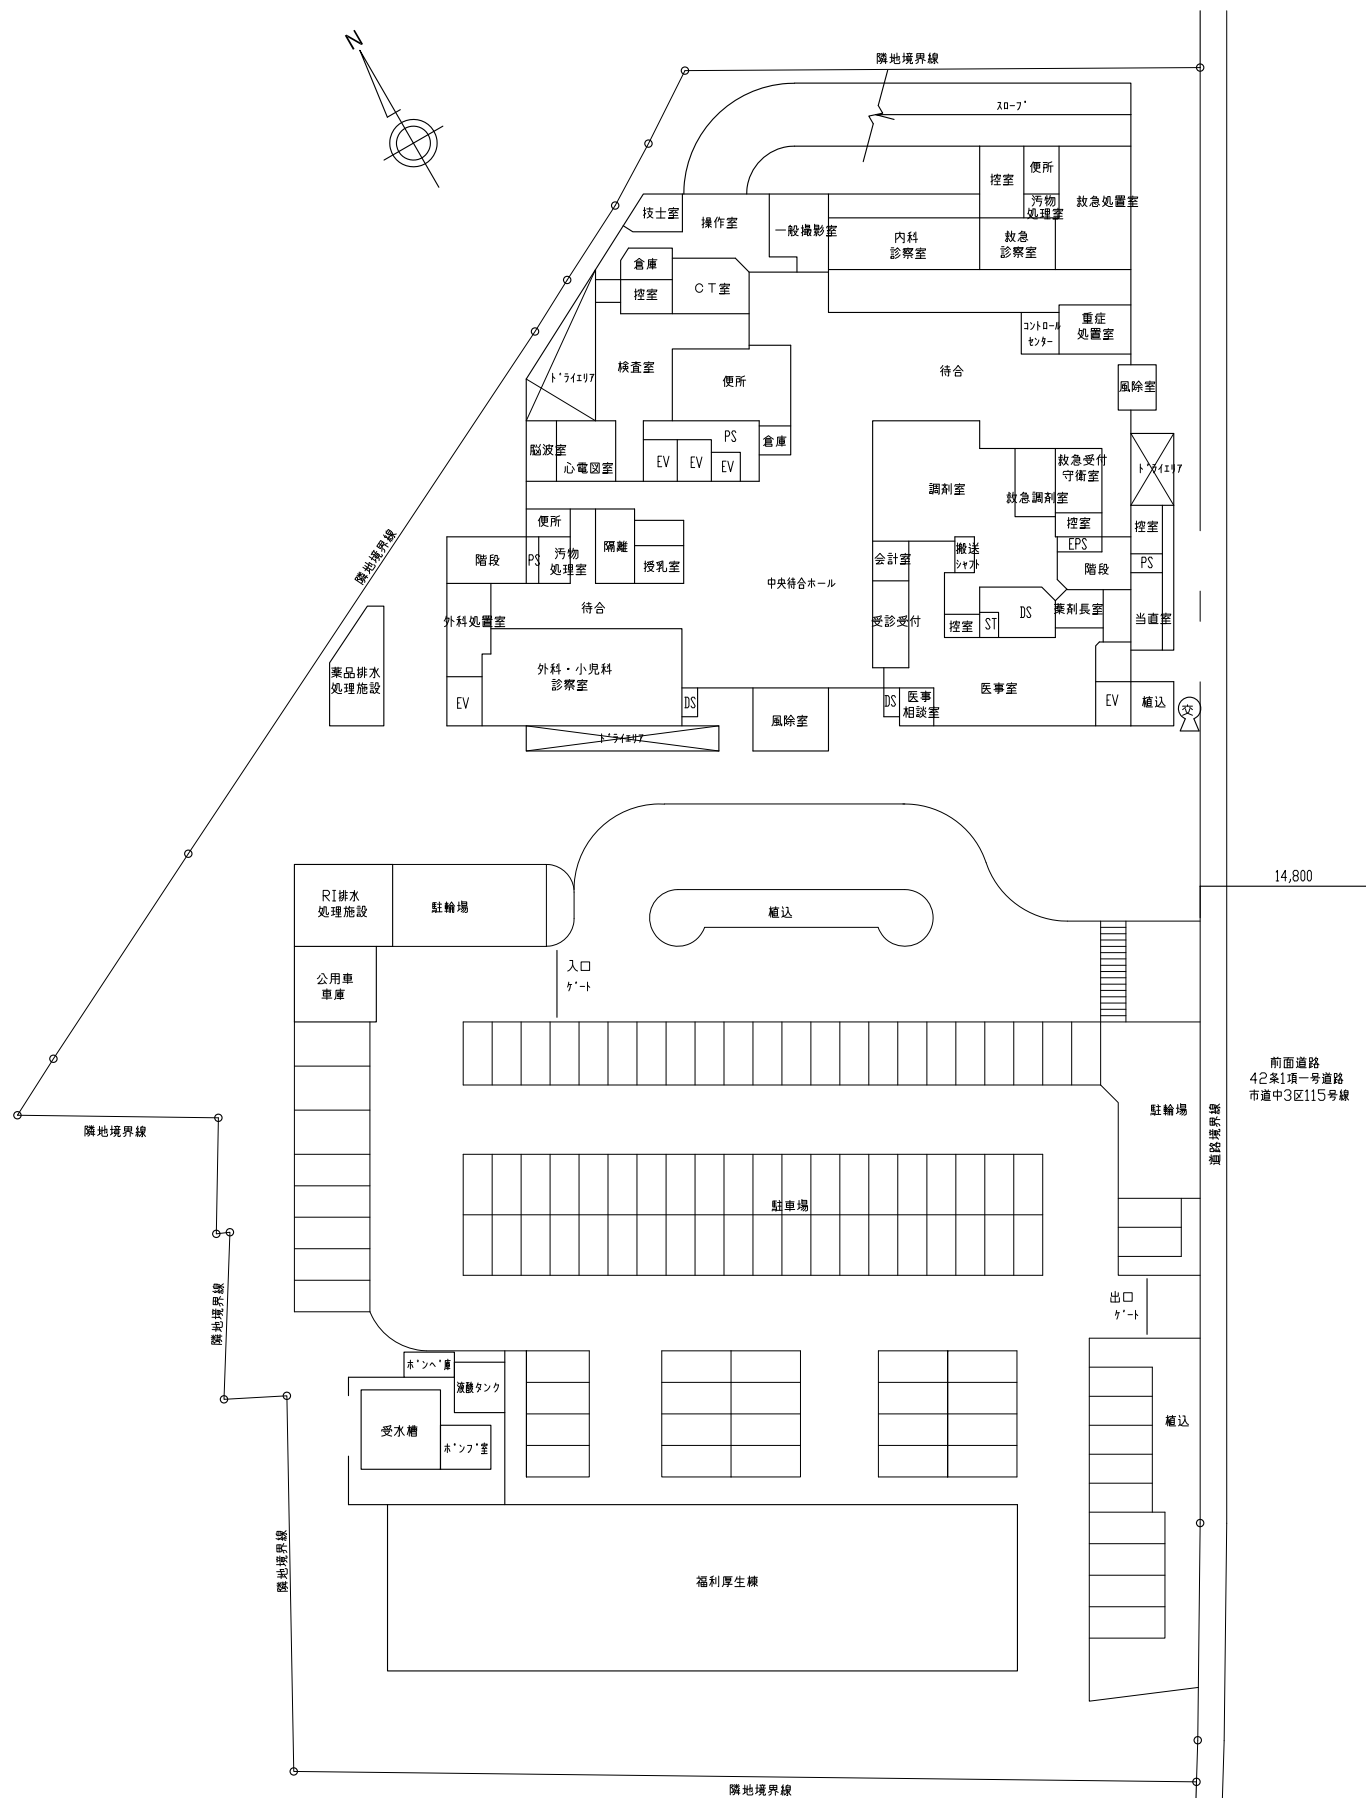 N
隣地境界線
スロープ
控室
便所
汚物
処理室
救急処置室
技士室
操作室
一般撮影室
内科
診察室
救急
診察室
倉庫
控室
CT室
コントロール
センター
重症
処置室
ドライエリア
検査室
便所
待合
風除室
脳波室
心電図室
PS
EV
EV
EV
倉庫
調剤室
救急調剤室
救急受付
守衛室
控室
ドライエリア
隣地境界線
便所
階段
PS
汚物
処理室
隔離
授乳室
会計室
搬送
シャフト
EPS
階段
控室
PS
中央待合ホール
待合
外科処置室
受診受付
控室
ST
DS
薬剤長室
当直室
薬品排水
処理施設
外科・小児科
診察室
EV
DS
風除室
DS
医事
相談室
医事室
EV
植込
交
ドライエリア
14,800
RI排水
処理施設
駐輪場
植込
公用車
車庫
入口
ゲート
前面道路
42条1項一号道路
市道中3区115号線
駐輪場
道路境界線
隣地境界線
駐車場
隣地境界線
出口
ゲート
ボンベ庫
液酸タンク
受水槽
ポンプ室
植込
隣地境界線
福利厚生棟
隣地境界線